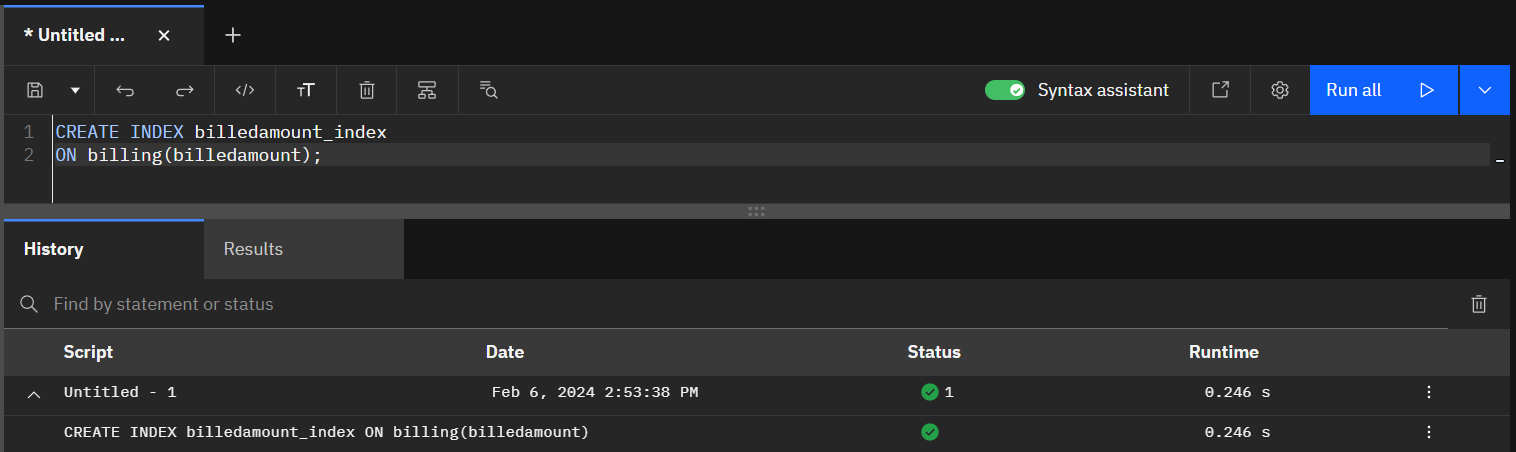 * Untitled ...
Syntax assistant
Run all
1 CREATE INDEX billedamount_index
2 ON billing(billedamount);
History Results
Find by statement or status
Script Date Status Runtime
Untitled - 1 Feb 6, 2024 2:53:38 PM 1 0.246 s
CREATE INDEX billedamount_index ON billing(billedamount) 0.246 s